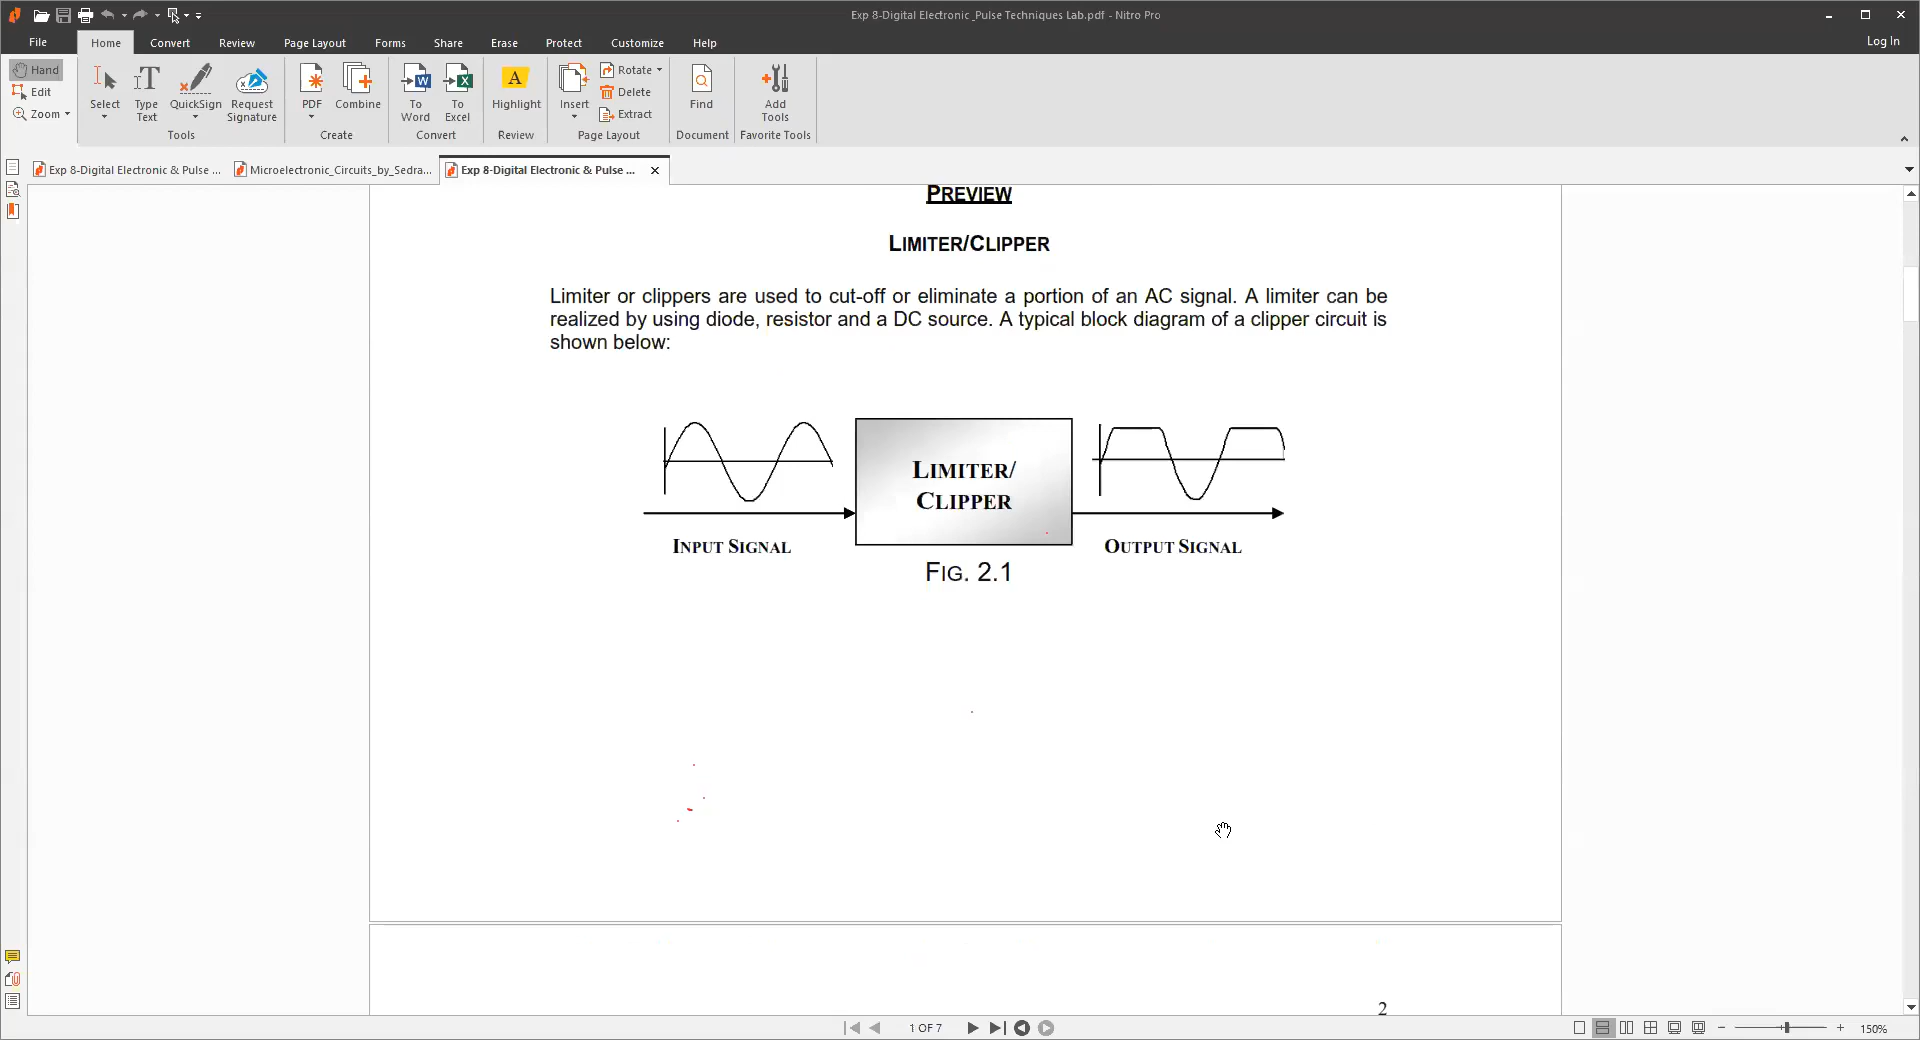 Exp 8-Digital Electronic _Pulse Techniques Lab.pdf - Nitro Pro
File
Home
Convert
Review
Page Layout
Forms
Share
Erase
Protect
Customize
Help
Log In
Hand
Edit
Zoom
Select
Type
Text
QuickSign
Request
Signature
Tools
PDF
Combine
Create
To
Word
To
Excel
Convert
Highlight
Review
Insert
Rotate
Delete
Extract
Page Layout
Find
Document
Add
Tools
Favorite Tools
Exp 8-Digital Electronic & Pulse ...
Microelectronic_Circuits_by_Sedra...
Exp 8-Digital Electronic & Pulse ...
PREVIEW
LIMITER/CLIPPER
Limiter or clippers are used to cut-off or eliminate a portion of an AC signal. A limiter can be
realized by using diode, resistor and a DC source. A typical block diagram of a clipper circuit is
shown below:
LIMITER/
CLIPPER
INPUT SIGNAL
OUTPUT SIGNAL
FIG. 2.1
2
1 OF 7
150%